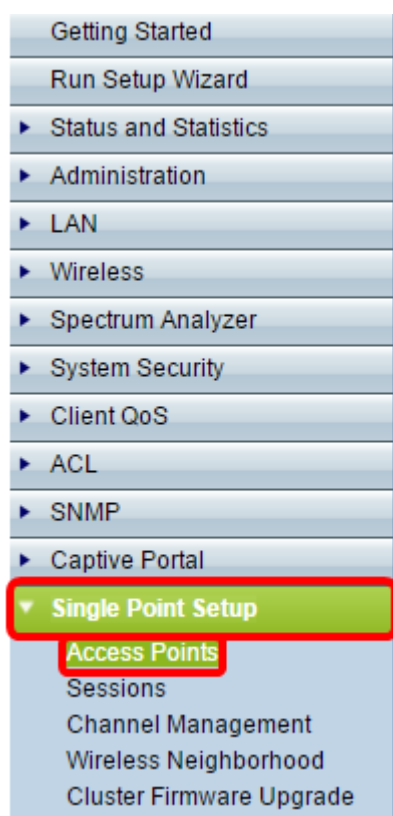 Getting Started
Run Setup Wizard
Status and Statistics
Administration
LAN
Wireless
Spectrum Analyzer
System Security
Client QoS
ACL
SNMP
Captive Portal
Single Point Setup
Access Points
Sessions
Channel Management
Wireless Neighborhood
Cluster Firmware Upgrade